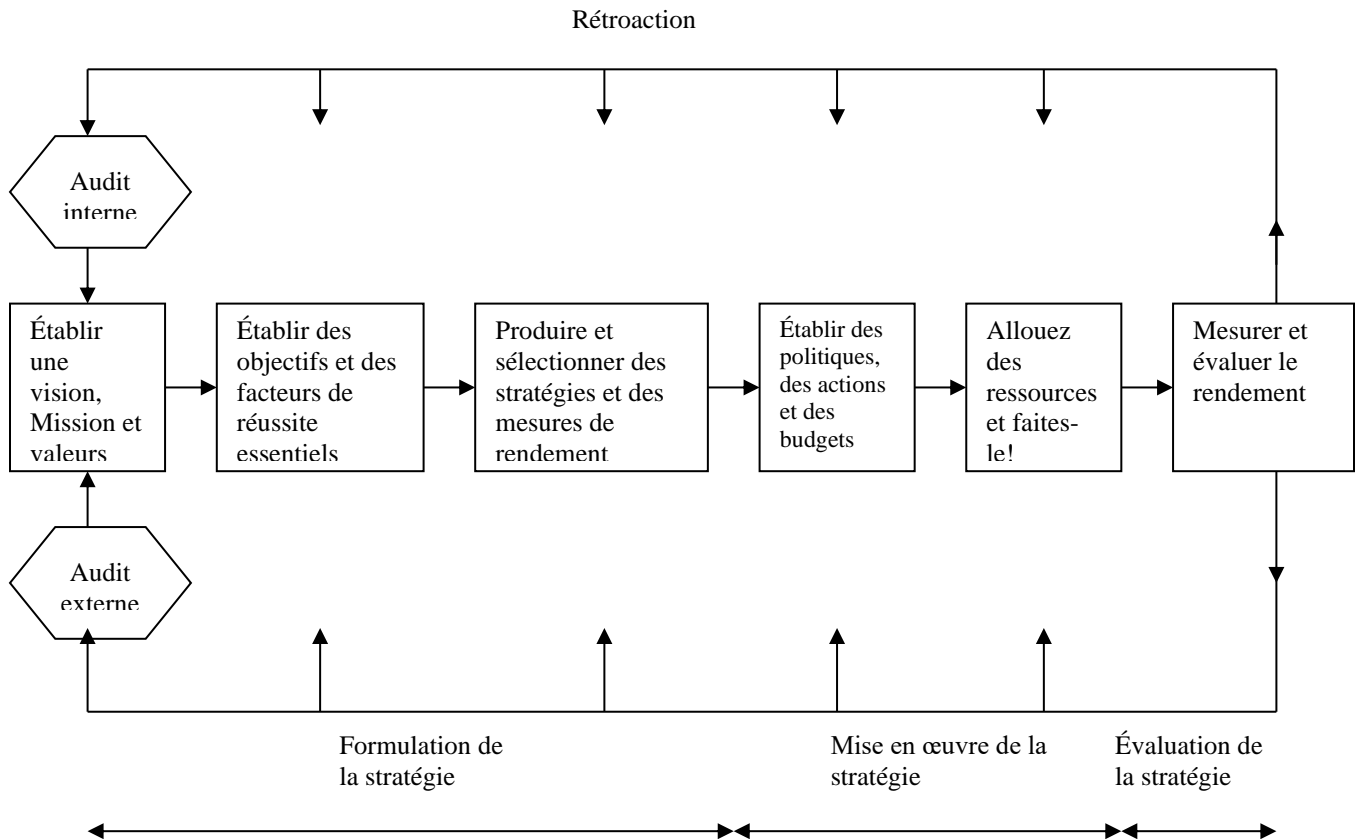 Rétroaction
Audit
interne
Établir
une
vision,
Mission et
valeurs
Établir des
objectifs et des
facteurs de
réussite
essentiels
Produire et
sélectionner des
stratégies et des
mesures de
rendement
Établir des
politiques,
des actions
et des
budgets
Allouez
des
ressources
et faites-
le!
Mesurer et
évaluer le
rendement
Audit
externe
Formulation de
la stratégie
Mise en œuvre de la
stratégie
Évaluation de
la stratégie